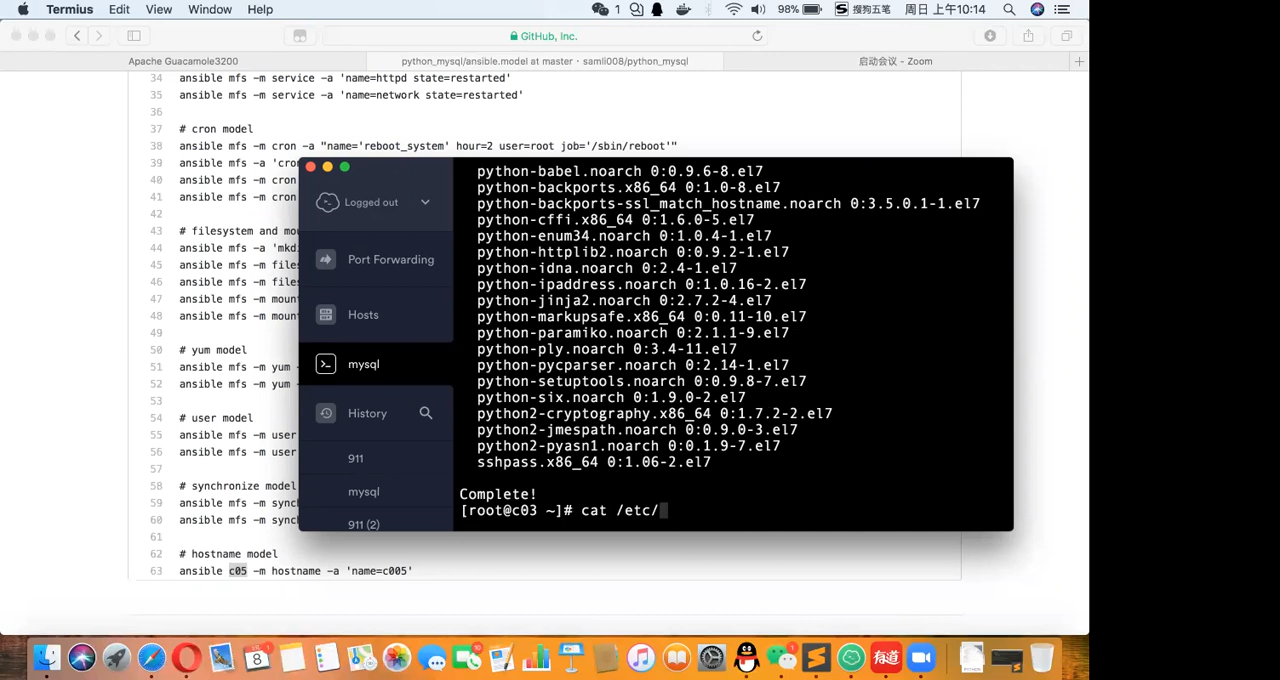 Termius Edit View Window Help 1 98% S 搜狗五笔 周日上午10:14
GitHub, Inc.
Apache Guacamole3200 python_mysql/ansible.model at master · samli008/python_mysql 启动会议 - Zoom
34 ansible mfs -m service -a 'name=httpd state=restarted'
35 ansible mfs -m service -a 'name=network state=restarted'
36
37 # cron model
38 ansible mfs -m cron -a "name='reboot_system' hour=2 user=root job='/sbin/reboot'"
39 ansible mfs -a 'cron
40 ansible mfs -m cron
41 ansible mfs -m cron
42
43 # filesystem and mou
44 ansible mfs -a 'mkd
45 ansible mfs -m files
46 ansible mfs -m files
47 ansible mfs -m mount
48 ansible mfs -m mount
49
50 # yum model
51 ansible mfs -m yum -
52 ansible mfs -m yum -
53
54 # user model
55 ansible mfs -m user
56 ansible mfs -m user
57
58 # synchronize model
59 ansible mfs -m sync
60 ansible mfs -m sync
61
62 # hostname model
63 ansible c05 -m hostname -a 'name=c005'
Logged out
Port Forwarding
Hosts
mysql
History
911
mysql
911 (2)
python-babel.noarch 0:0.9.6-8.el7
python-backports.x86_64 0:1.0-8.el7
python-backports-ssl_match_hostname.noarch 0:3.5.0.1-1.el7
python-cffi.x86_64 0:1.6.0-5.el7
python-enum34.noarch 0:1.0.4-1.el7
python-httplib2.noarch 0:0.9.2-1.el7
python-idna.noarch 0:2.4-1.el7
python-ipaddress.noarch 0:1.0.16-2.el7
python-jinja2.noarch 0:2.7.2-4.el7
python-markupsafe.x86_64 0:0.11-10.el7
python-paramiko.noarch 0:2.1.1-9.el7
python-ply.noarch 0:3.4-11.el7
python-pycparser.noarch 0:2.14-1.el7
python-setuptools.noarch 0:0.9.8-7.el7
python-six.noarch 0:1.9.0-2.el7
python2-cryptography.x86_64 0:1.7.2-2.el7
python2-jmespath.noarch 0:0.9.0-3.el7
python2-pyasn1.noarch 0:0.1.9-7.el7
sshpass.x86_64 0:1.06-2.el7
Complete!
[root@c03 ~]# cat /etc/
8
有道